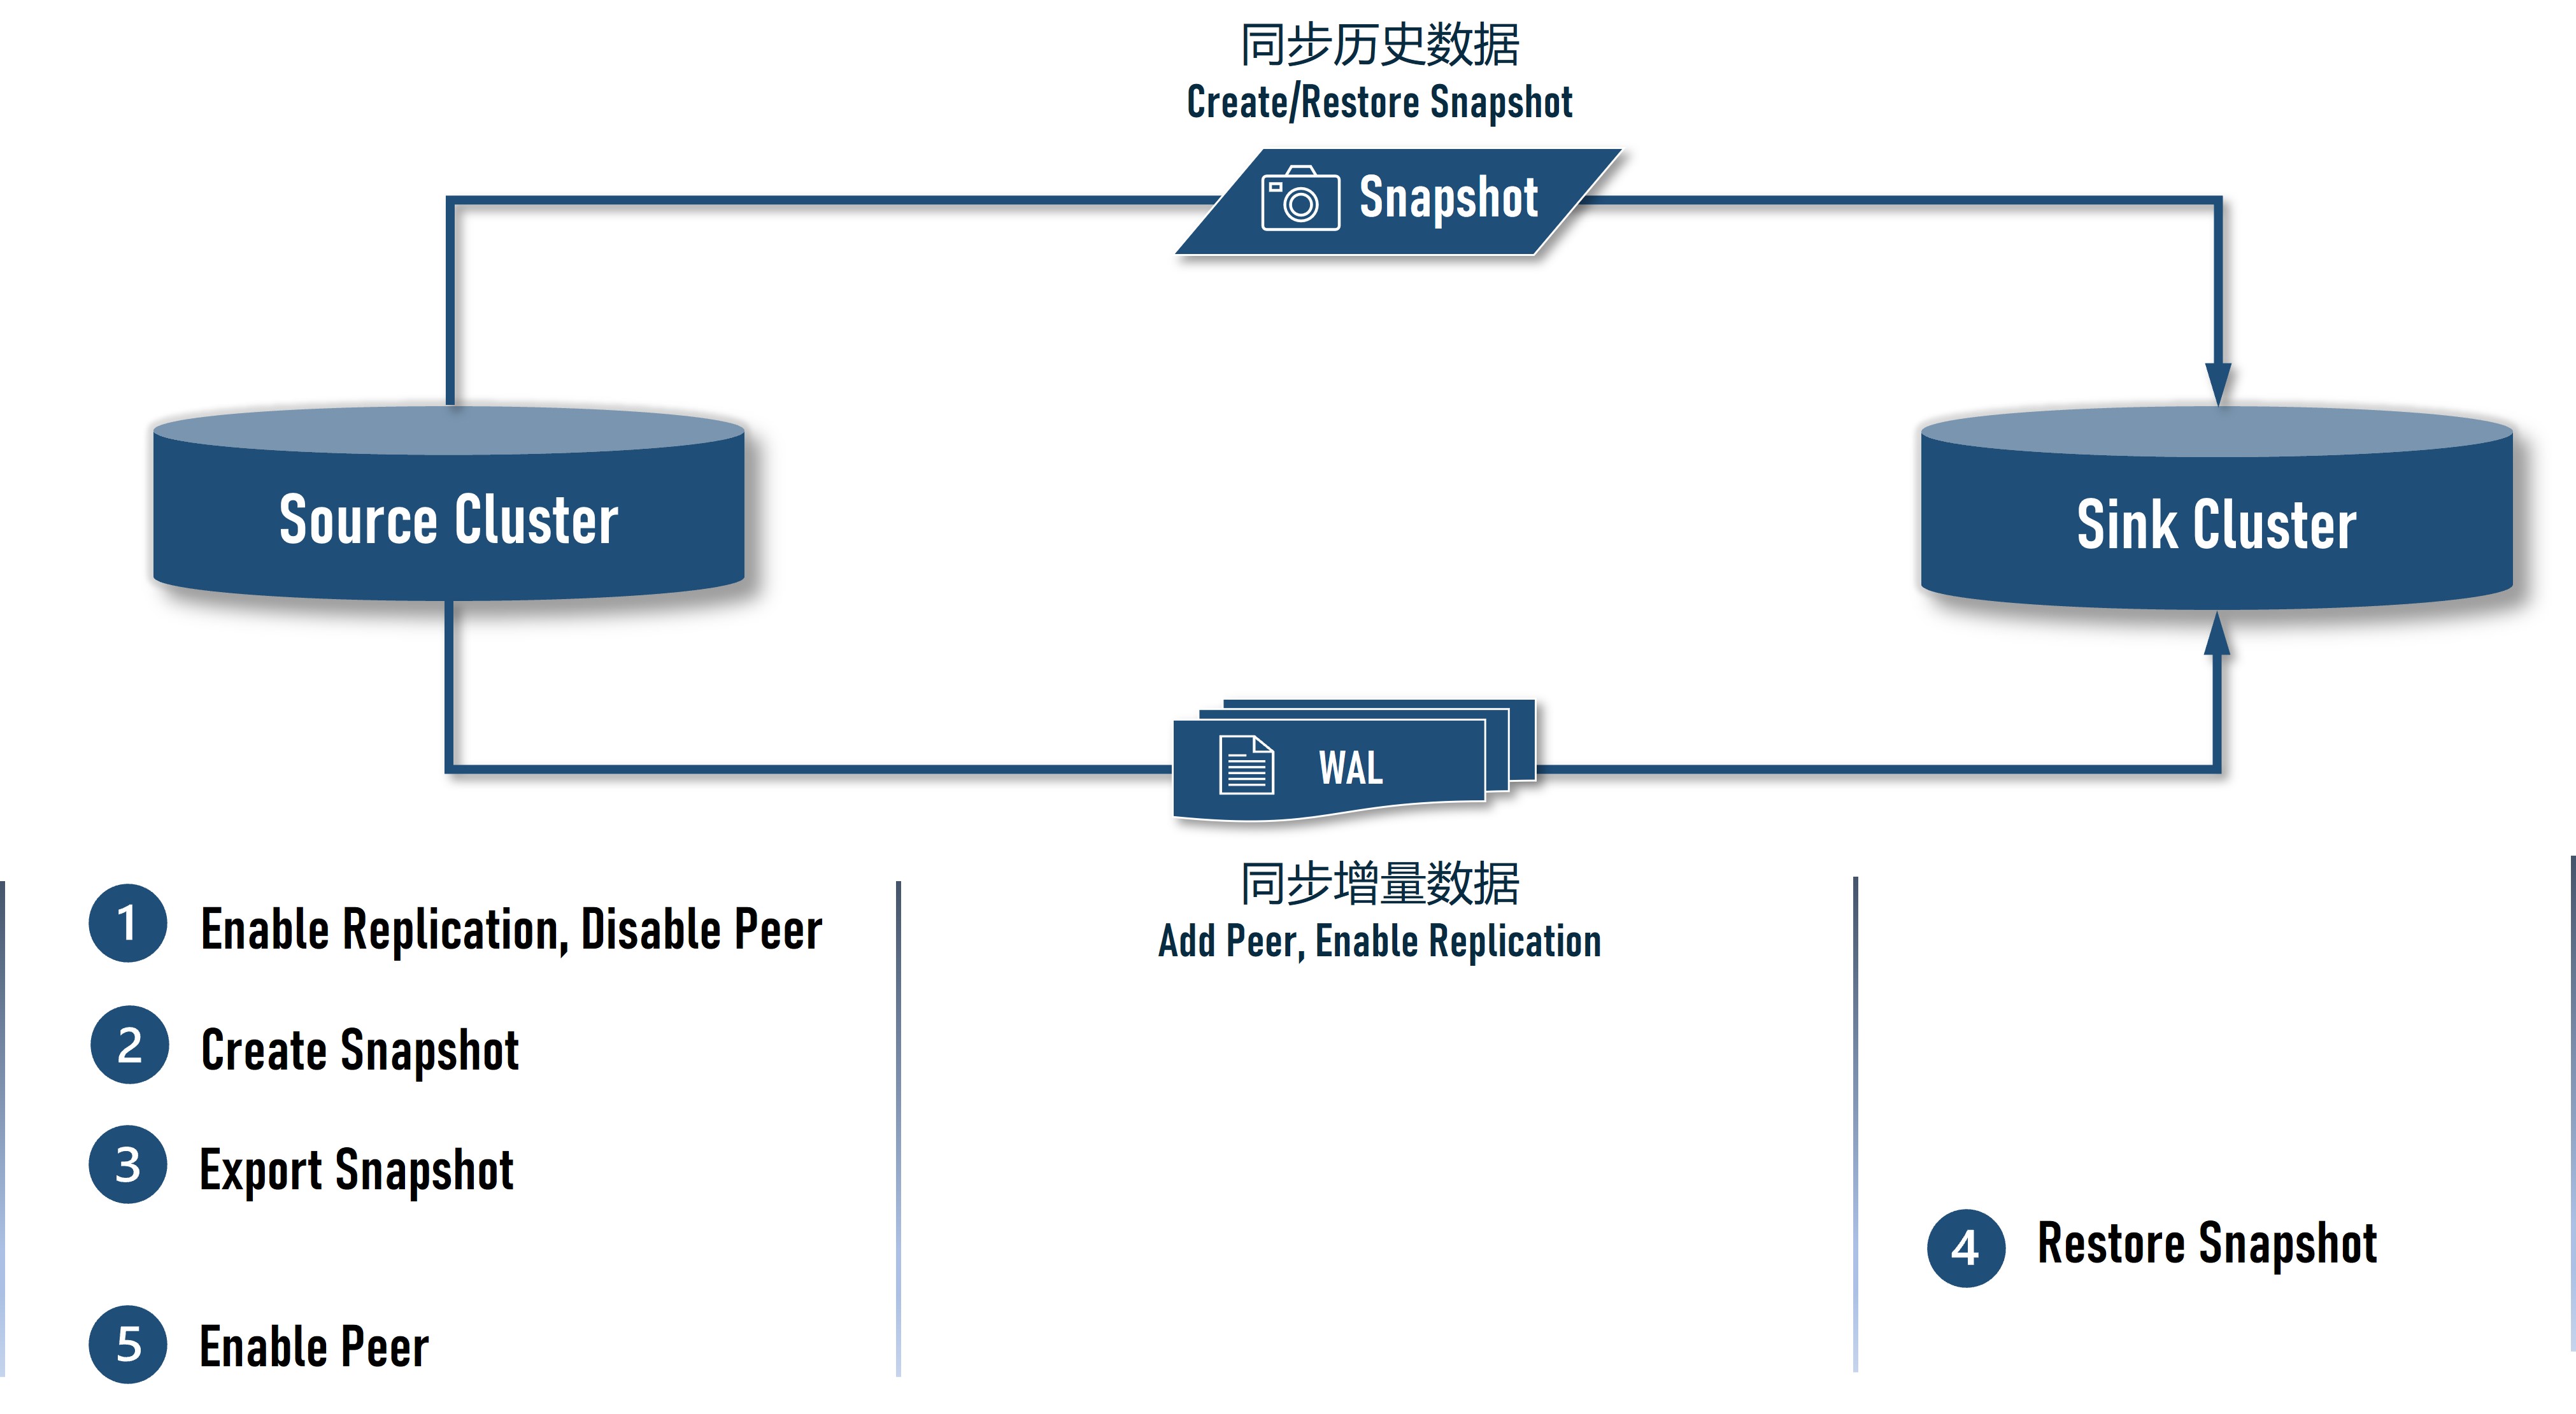 同步历史数据
Create/Restore Snapshot
Snapshot
Source Cluster
Sink Cluster
WAL
同步增量数据
Add Peer, Enable Replication
1 Enable Replication, Disable Peer
2 Create Snapshot
3 Export Snapshot
4 Restore Snapshot
5 Enable Peer